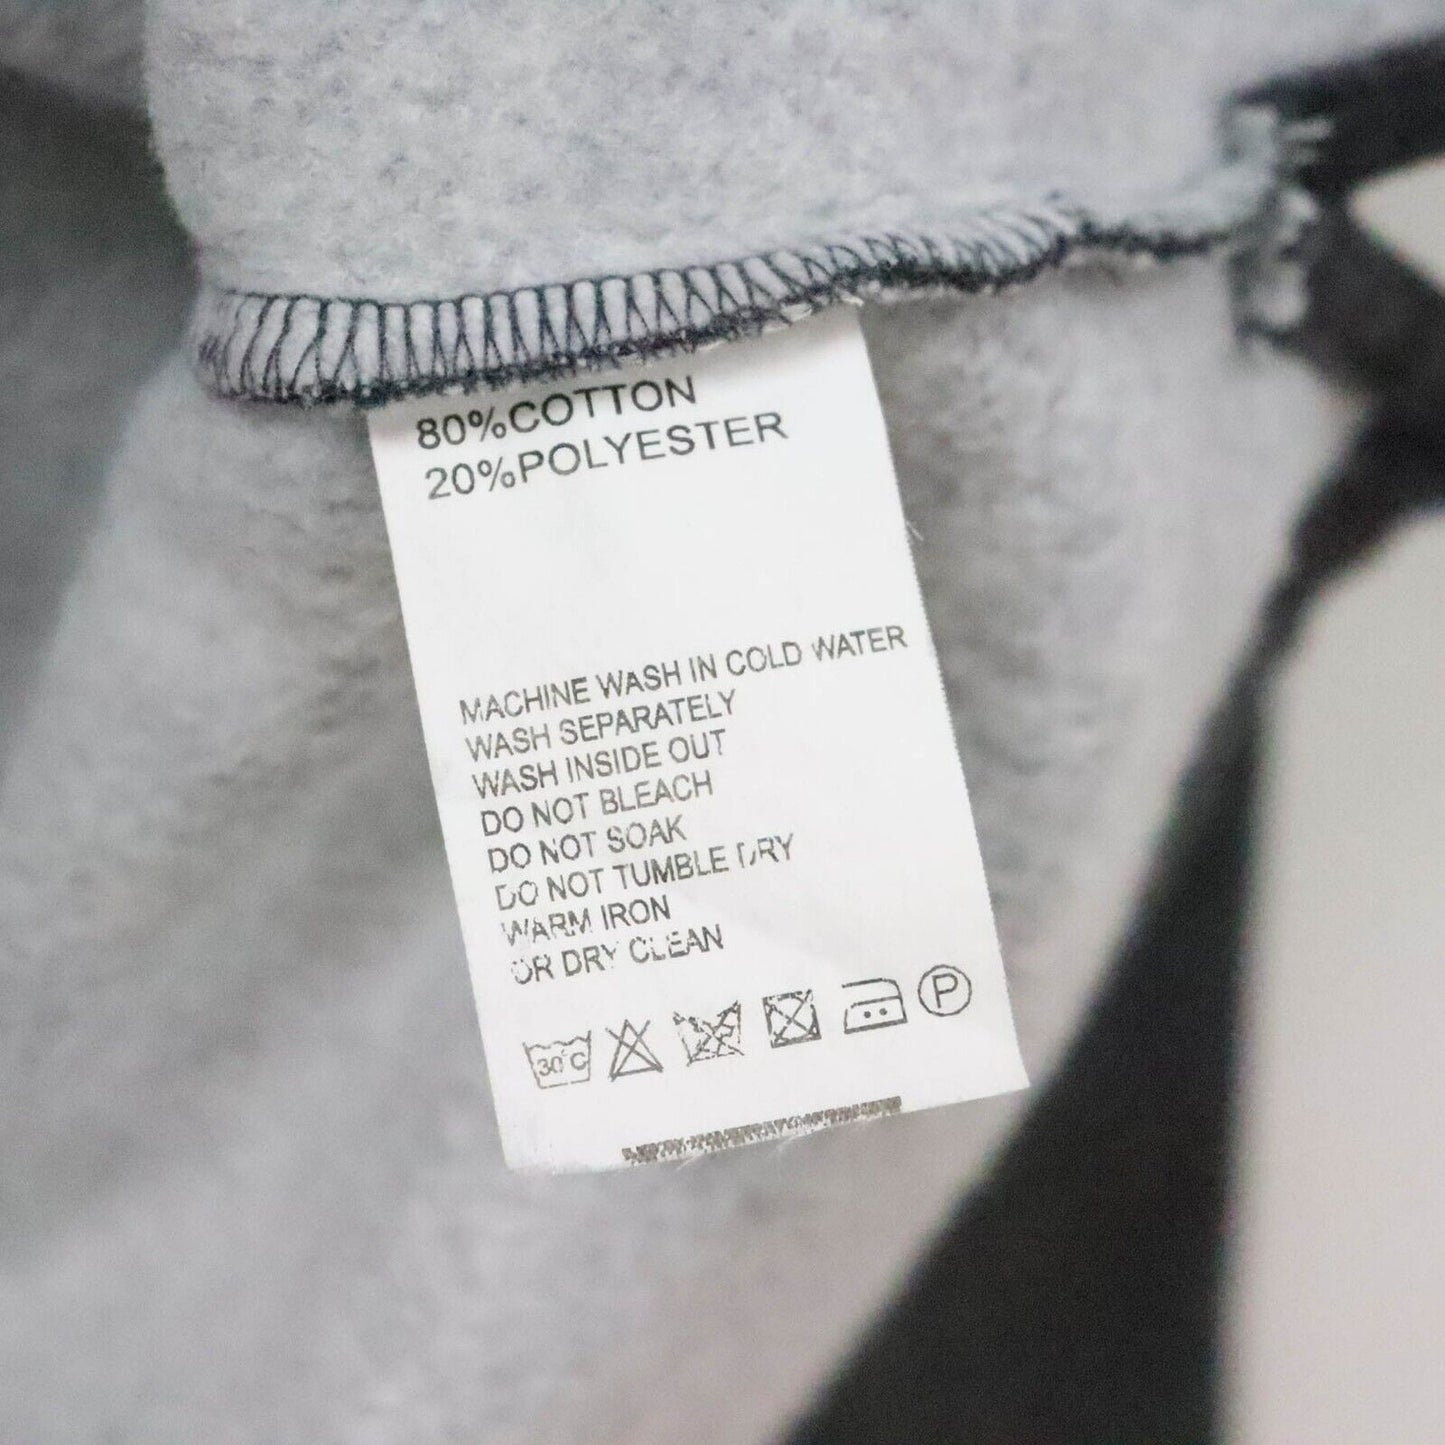 80%COTTON
20%POLYESTER
MACHINE WASH IN COLD WATER
WASH SEPARATELY
WASH INSIDE OUT
DO NOT BLEACH
DO NOT SOAK
DO NOT TUMBLE DRY
WARM IRON
OR DRY CLEAN
30°C P